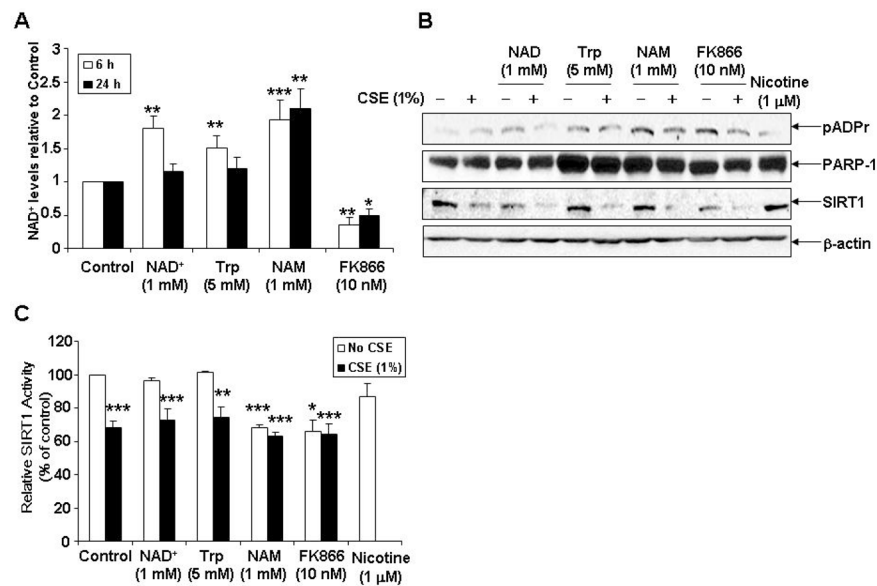 A
NAD⁺ levels relative to Control
3
2.5
2
1.5
1
0.5
0
6 h
24 h
**
**
***
**
**
*
Control
NAD⁺
(1 mM)
Trp
(5 mM)
NAM
(1 mM)
FK866
(10 nM)
B
NAD
(1 mM)
Trp
(5 mM)
NAM
(1 mM)
FK866
(10 nM)
Nicotine
(1 µM)
CSE (1%) − + − + − + − + − +
pADPr
PARP-1
SIRT1
β-actin
C
Relative SIRT1 Activity
(% of control)
120
100
80
60
40
20
0
No CSE
CSE (1%)
***
***
**
***
***
*
***
Control
NAD⁺
(1 mM)
Trp
(5 mM)
NAM
(1 mM)
FK866
(10 nM)
Nicotine
(1 µM)